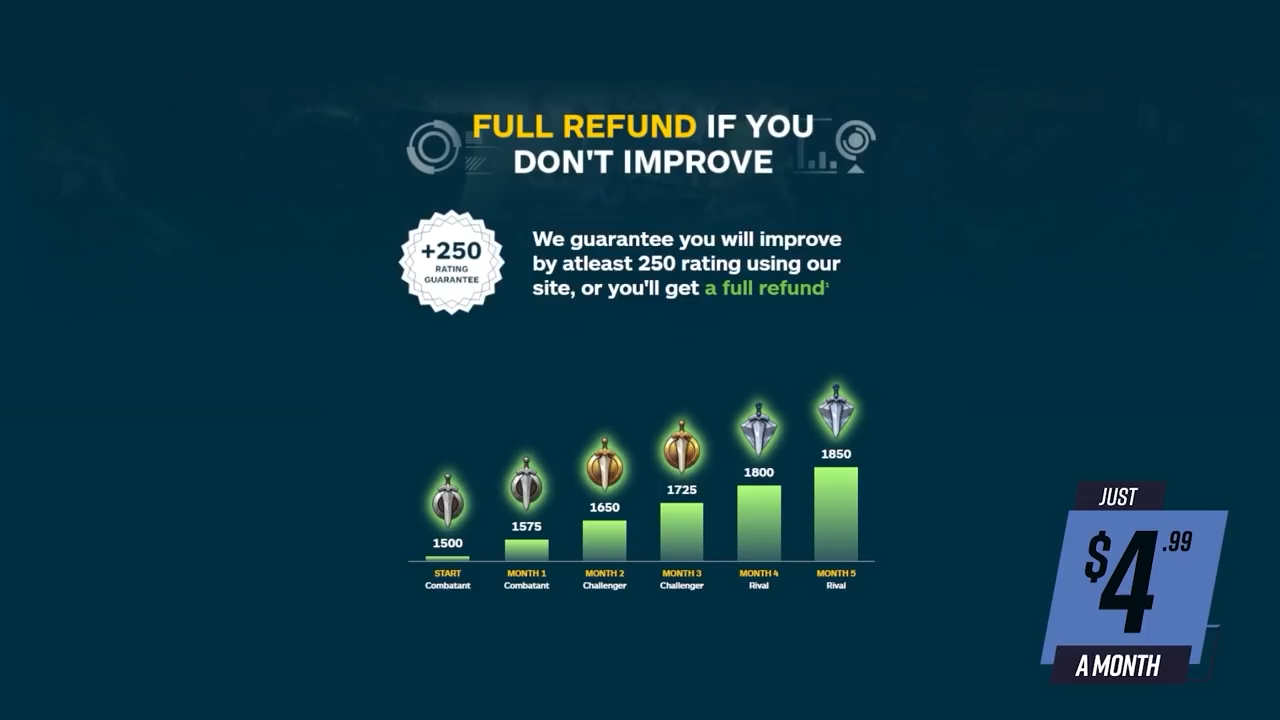 FULL REFUND IF YOU
DON'T IMPROVE
+250
RATING
GUARANTEE
We guarantee you will improve
by atleast 250 rating using our
site, or you'll get a full refund¹
1500
1575
1650
1725
1800
1850
START
Combatant
MONTH 1
Combatant
MONTH 2
Challenger
MONTH 3
Challenger
MONTH 4
Rival
MONTH 5
Rival
JUST
$4.99
A MONTH